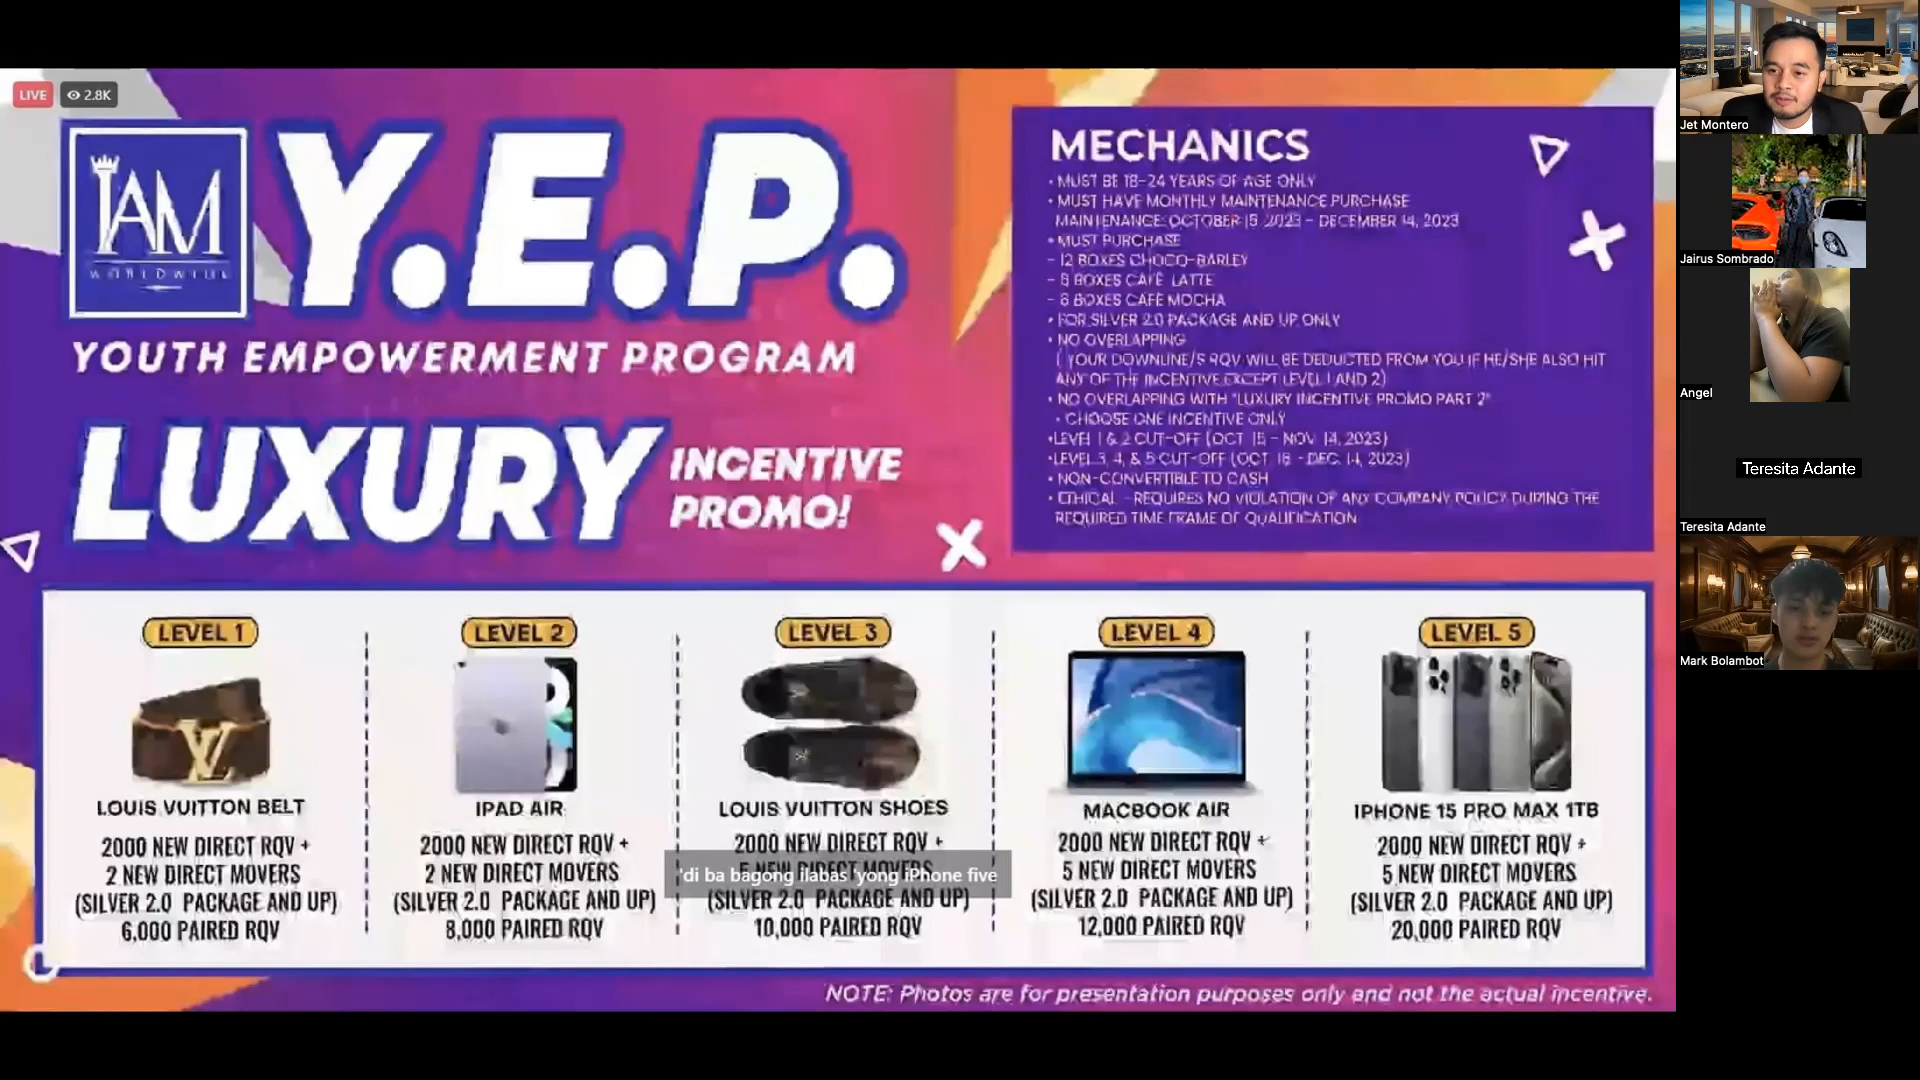 LIVE
2.8K
IAM
WORLDWIDE
Y.E.P.
YOUTH EMPOWERMENT PROGRAM
LUXURY
INCENTIVE
PROMO!
MECHANICS
• MUST BE 18-24 YEARS OF AGE ONLY
• MUST HAVE MONTHLY MAINTENANCE PURCHASE
MAINTENANCE: OCTOBER 15, 2023 - DECEMBER 14, 2023
• MUST PURCHASE
- 12 BOXES CHOCO-BARLEY
BOXES CAFE LATTE
- 6 BOXES CAFE MOCHA
• FOR SILVER 2.0 PACKAGE AND UP ONLY
• NO OVERLAPPING
( YOUR DOWNLINE/S RQV WILL BE DEDUCTED FROM YOU IF HE/SHE ALSO HIT
ANY OF THE INCENTIVE EXCEPT LEVEL 1 AND 2)
• NO OVERLAPPING WITH "LUXURY INCENTIVE PROMO PART 2"
• CHOOSE ONE INCENTIVE ONLY
•LEVEL 1 & 2 CUT-OFF (OCT 15 - NOV 14, 2023)
•LEVEL 3, 4, & 5 CUT-OFF (OCT - DEC. 14, 2023)
• NON-CONVERTIBLE TO CASH
• ETHICAL - REQUIRES NO VIOLATION OF ANY COMPANY POLICY DURING THE
REQUIRED TIME FRAME OF QUALIFICATION
LEVEL 1
LOUIS VUITTON BELT
2000 NEW DIRECT RQV +
2 NEW DIRECT MOVERS
(SILVER 2.0 PACKAGE AND UP)
6,000 PAIRED RQV
LEVEL 2
IPAD AIR
2000 NEW DIRECT RQV +
2 NEW DIRECT MOVERS
(SILVER 2.0 PACKAGE AND UP)
8,000 PAIRED RQV
LEVEL 3
LOUIS VUITTON SHOES
2000 NEW DIRECT RQV +
5 NEW DIRECT MOVERS
(SILVER 2.0 PACKAGE AND UP)
10,000 PAIRED RQV
LEVEL 4
MACBOOK AIR
2000 NEW DIRECT RQV +
5 NEW DIRECT MOVERS
(SILVER 2.0 PACKAGE AND UP)
12,000 PAIRED RQV
LEVEL 5
IPHONE 15 PRO MAX 1TB
2000 NEW DIRECT RQV +
5 NEW DIRECT MOVERS
(SILVER 2.0 PACKAGE AND UP)
20,000 PAIRED RQV
'di ba bagong ilabas 'yong iPhone five
NOTE: Photos are for presentation purposes only and not the actual incentive.
Jet Montero
Jairus Sombrado
Angel
Teresita Adante
Teresita Adante
Mark Bolambot